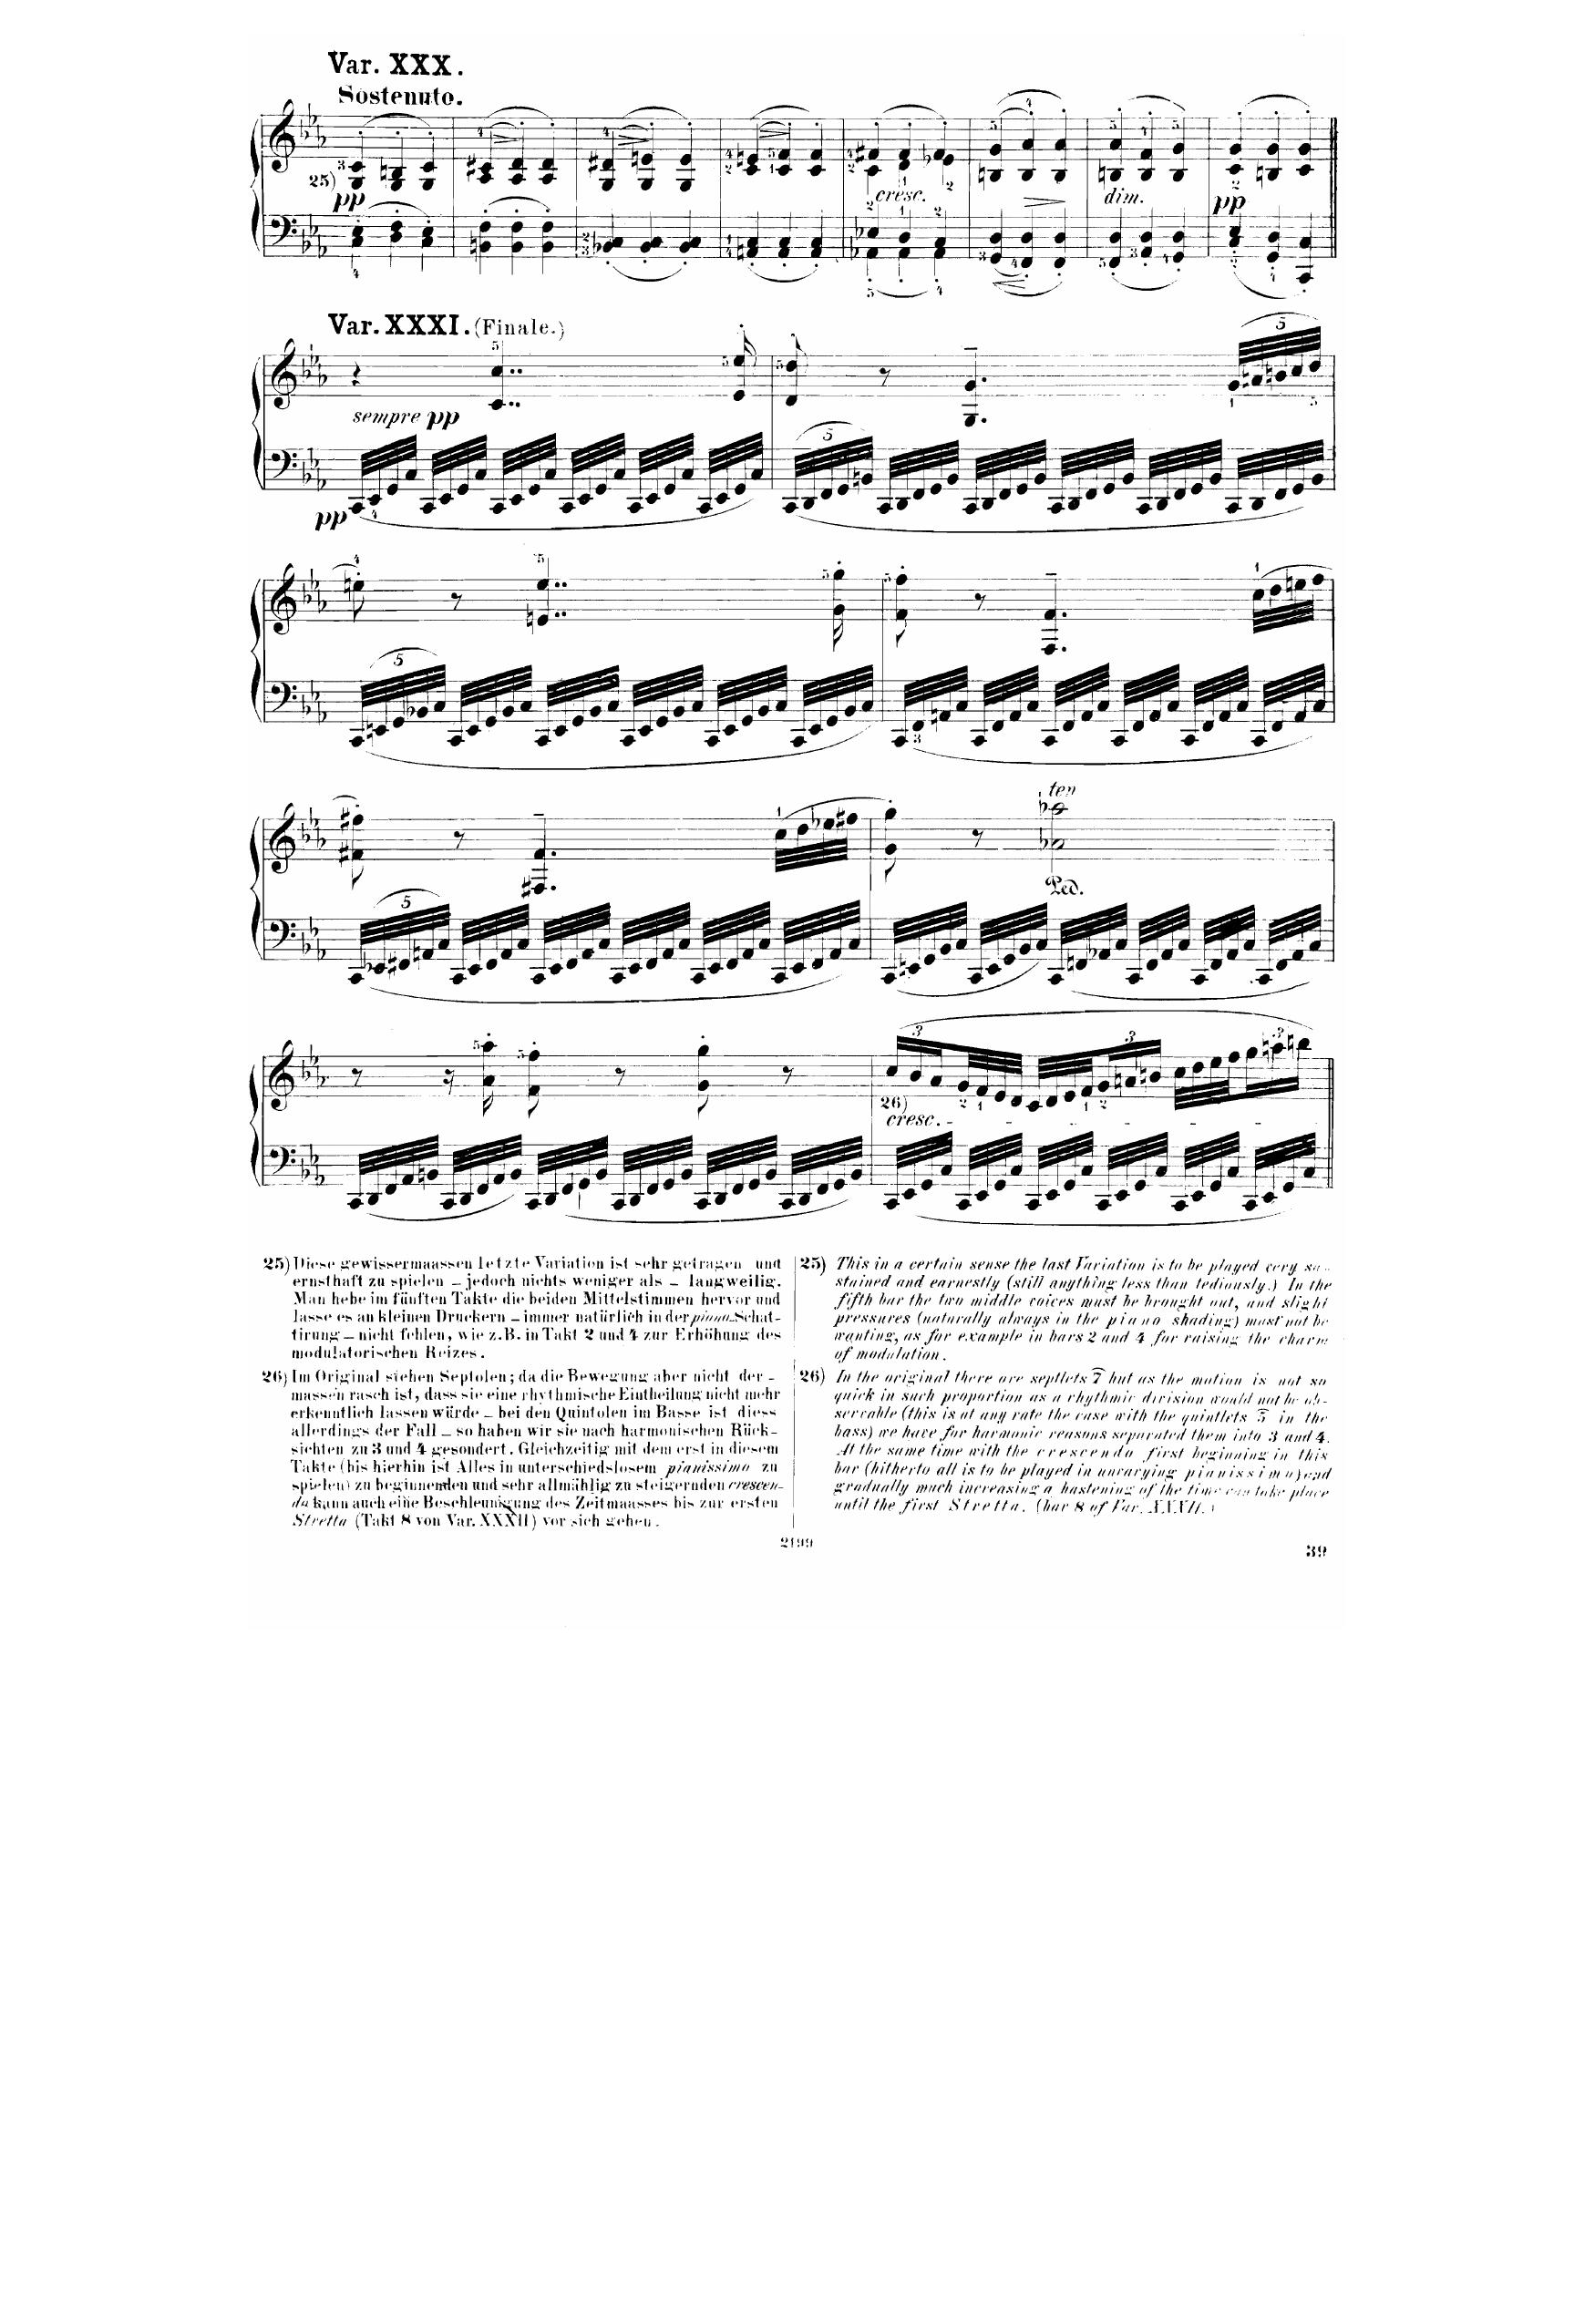 Var. XXX.
Sostenuto.
25)
pp
cresc.
dim.
pp
Var. XXXI. (Finale.)
sempre pp
pp
ten
Ped.
26)
cresc.
25) Diese gewissermaassen letzte Variation ist sehr getragen und
ernsthaft zu spielen – jedoch nichts weniger als – langweilig.
Man hebe im fünften Takte die beiden Mittelstimmen hervor und
lasse es an kleinen Druckern – immer natürlich in der piano-Schat-
tirung – nicht fehlen, wie z.B. in Takt 2 und 4 zur Erhöhung des
modulatorischen Reizes.
26) Im Original stehen Septolen; da die Bewegung aber nicht der-
massen rasch ist, dass sie eine rhythmische Eintheilung nicht mehr
erkenntlich lassen würde – bei den Quintolen im Basse ist diess
allerdings der Fall – so haben wir sie nach harmonischen Rück-
sichten zu 3 und 4 gesondert. Gleichzeitig mit dem erst in diesem
Takte (bis hierhin ist Alles in unterschiedslosem pianissimo zu
spielen) zu beginnenden und sehr allmählig zu steigernden crescen-
do kann auch eine Beschleunigung des Zeitmaasses bis zur ersten
Stretta (Takt 8 von Var. XXXII) vor sich gehen.
25) This in a certain sense the last Variation is to be played very su-
stained and earnestly (still anything less than tediously.) In the
fifth bar the two middle voices must be brought out, and slight
pressures (naturally always in the piano shading) must not be
wanting, as for example in bars 2 and 4 for raising the charm
of modulation.
26) In the original there are septlets 7 but as the motion is not so
quick in such proportion as a rhythmic division would not be ob-
servable (this is at any rate the case with the quintlets 5 in the
bass) we have for harmonic reasons separated them into 3 and 4.
At the same time with the crescendo first beginning in this
bar (hitherto all is to be played in unvarying pianissimo) and
gradually much increasing a hastening of the time can take place
until the first Stretta. (bar 8 of Var. XXXII.)
2199
39